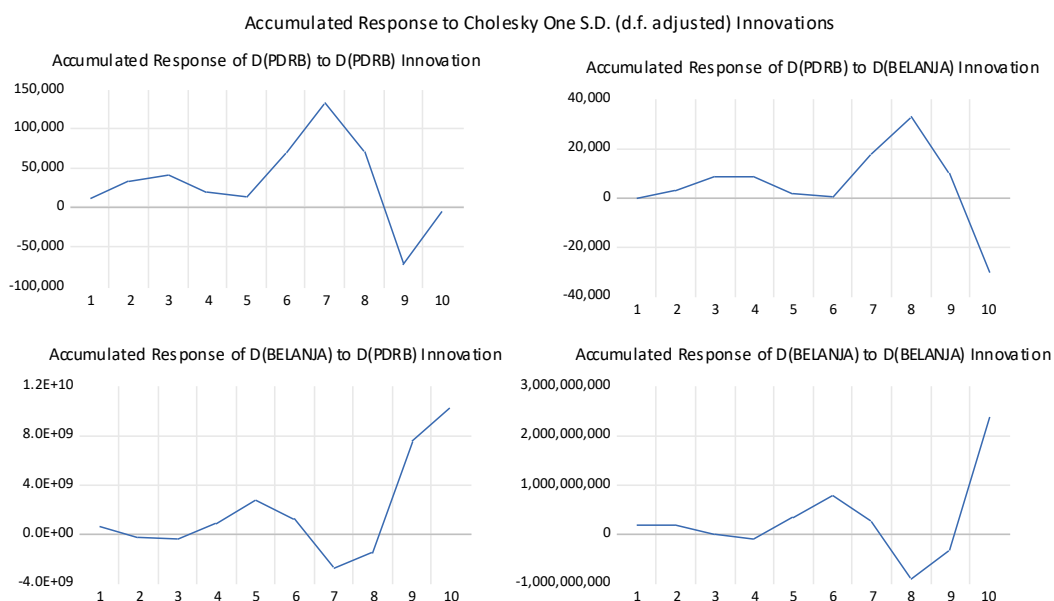 Accumulated Response to Cholesky One S.D. (d.f. adjusted) Innovations
Accumulated Response of D(PDRB) to D(PDRB) Innovation
150,000
100,000
50,000
0
-50,000
-100,000
1 2 3 4 5 6 7 8 9 10
Accumulated Response of D(PDRB) to D(BELANJA) Innovation
40,000
20,000
0
-20,000
-40,000
1 2 3 4 5 6 7 8 9 10
Accumulated Response of D(BELANJA) to D(PDRB) Innovation
1.2E+10
8.0E+09
4.0E+09
0.0E+00
-4.0E+09
1 2 3 4 5 6 7 8 9 10
Accumulated Response of D(BELANJA) to D(BELANJA) Innovation
3,000,000,000
2,000,000,000
1,000,000,000
0
-1,000,000,000
1 2 3 4 5 6 7 8 9 10